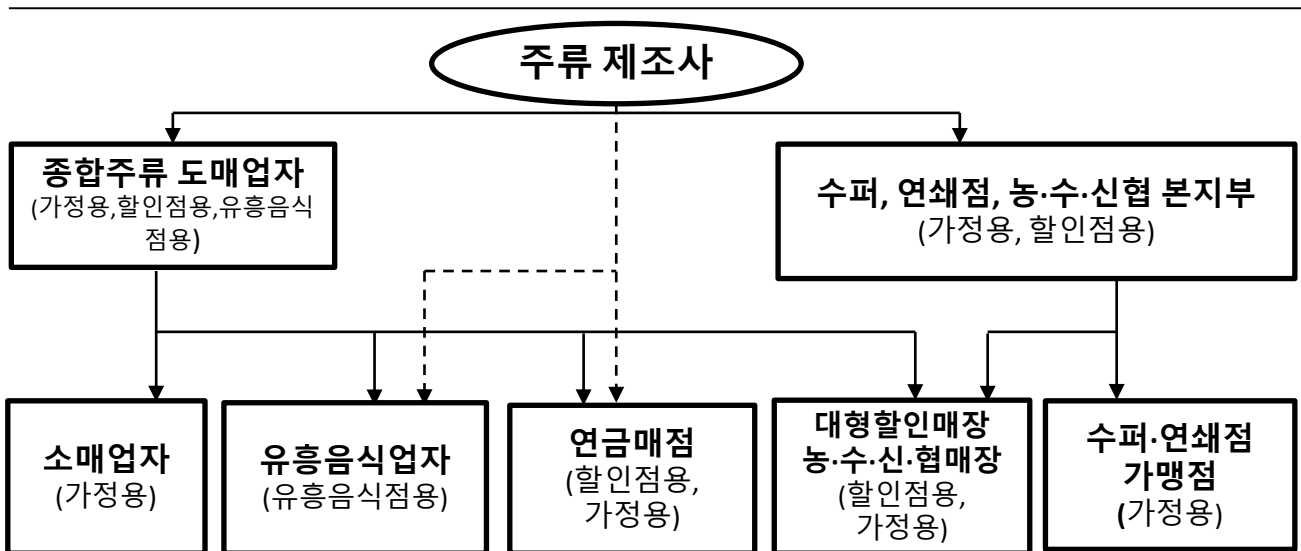 주류 제조사
종합주류 도매업자
(가정용,할인점용,유흥음식
점용)
수퍼, 연쇄점, 농·수·신협 본지부
(가정용, 할인점용)
소매업자
(가정용)
유흥음식업자
(유흥음식점용)
연금매점
(할인점용,
가정용)
대형할인매장
농·수·신·협매장
(할인점용,
가정용)
수퍼·연쇄점
가맹점
(가정용)